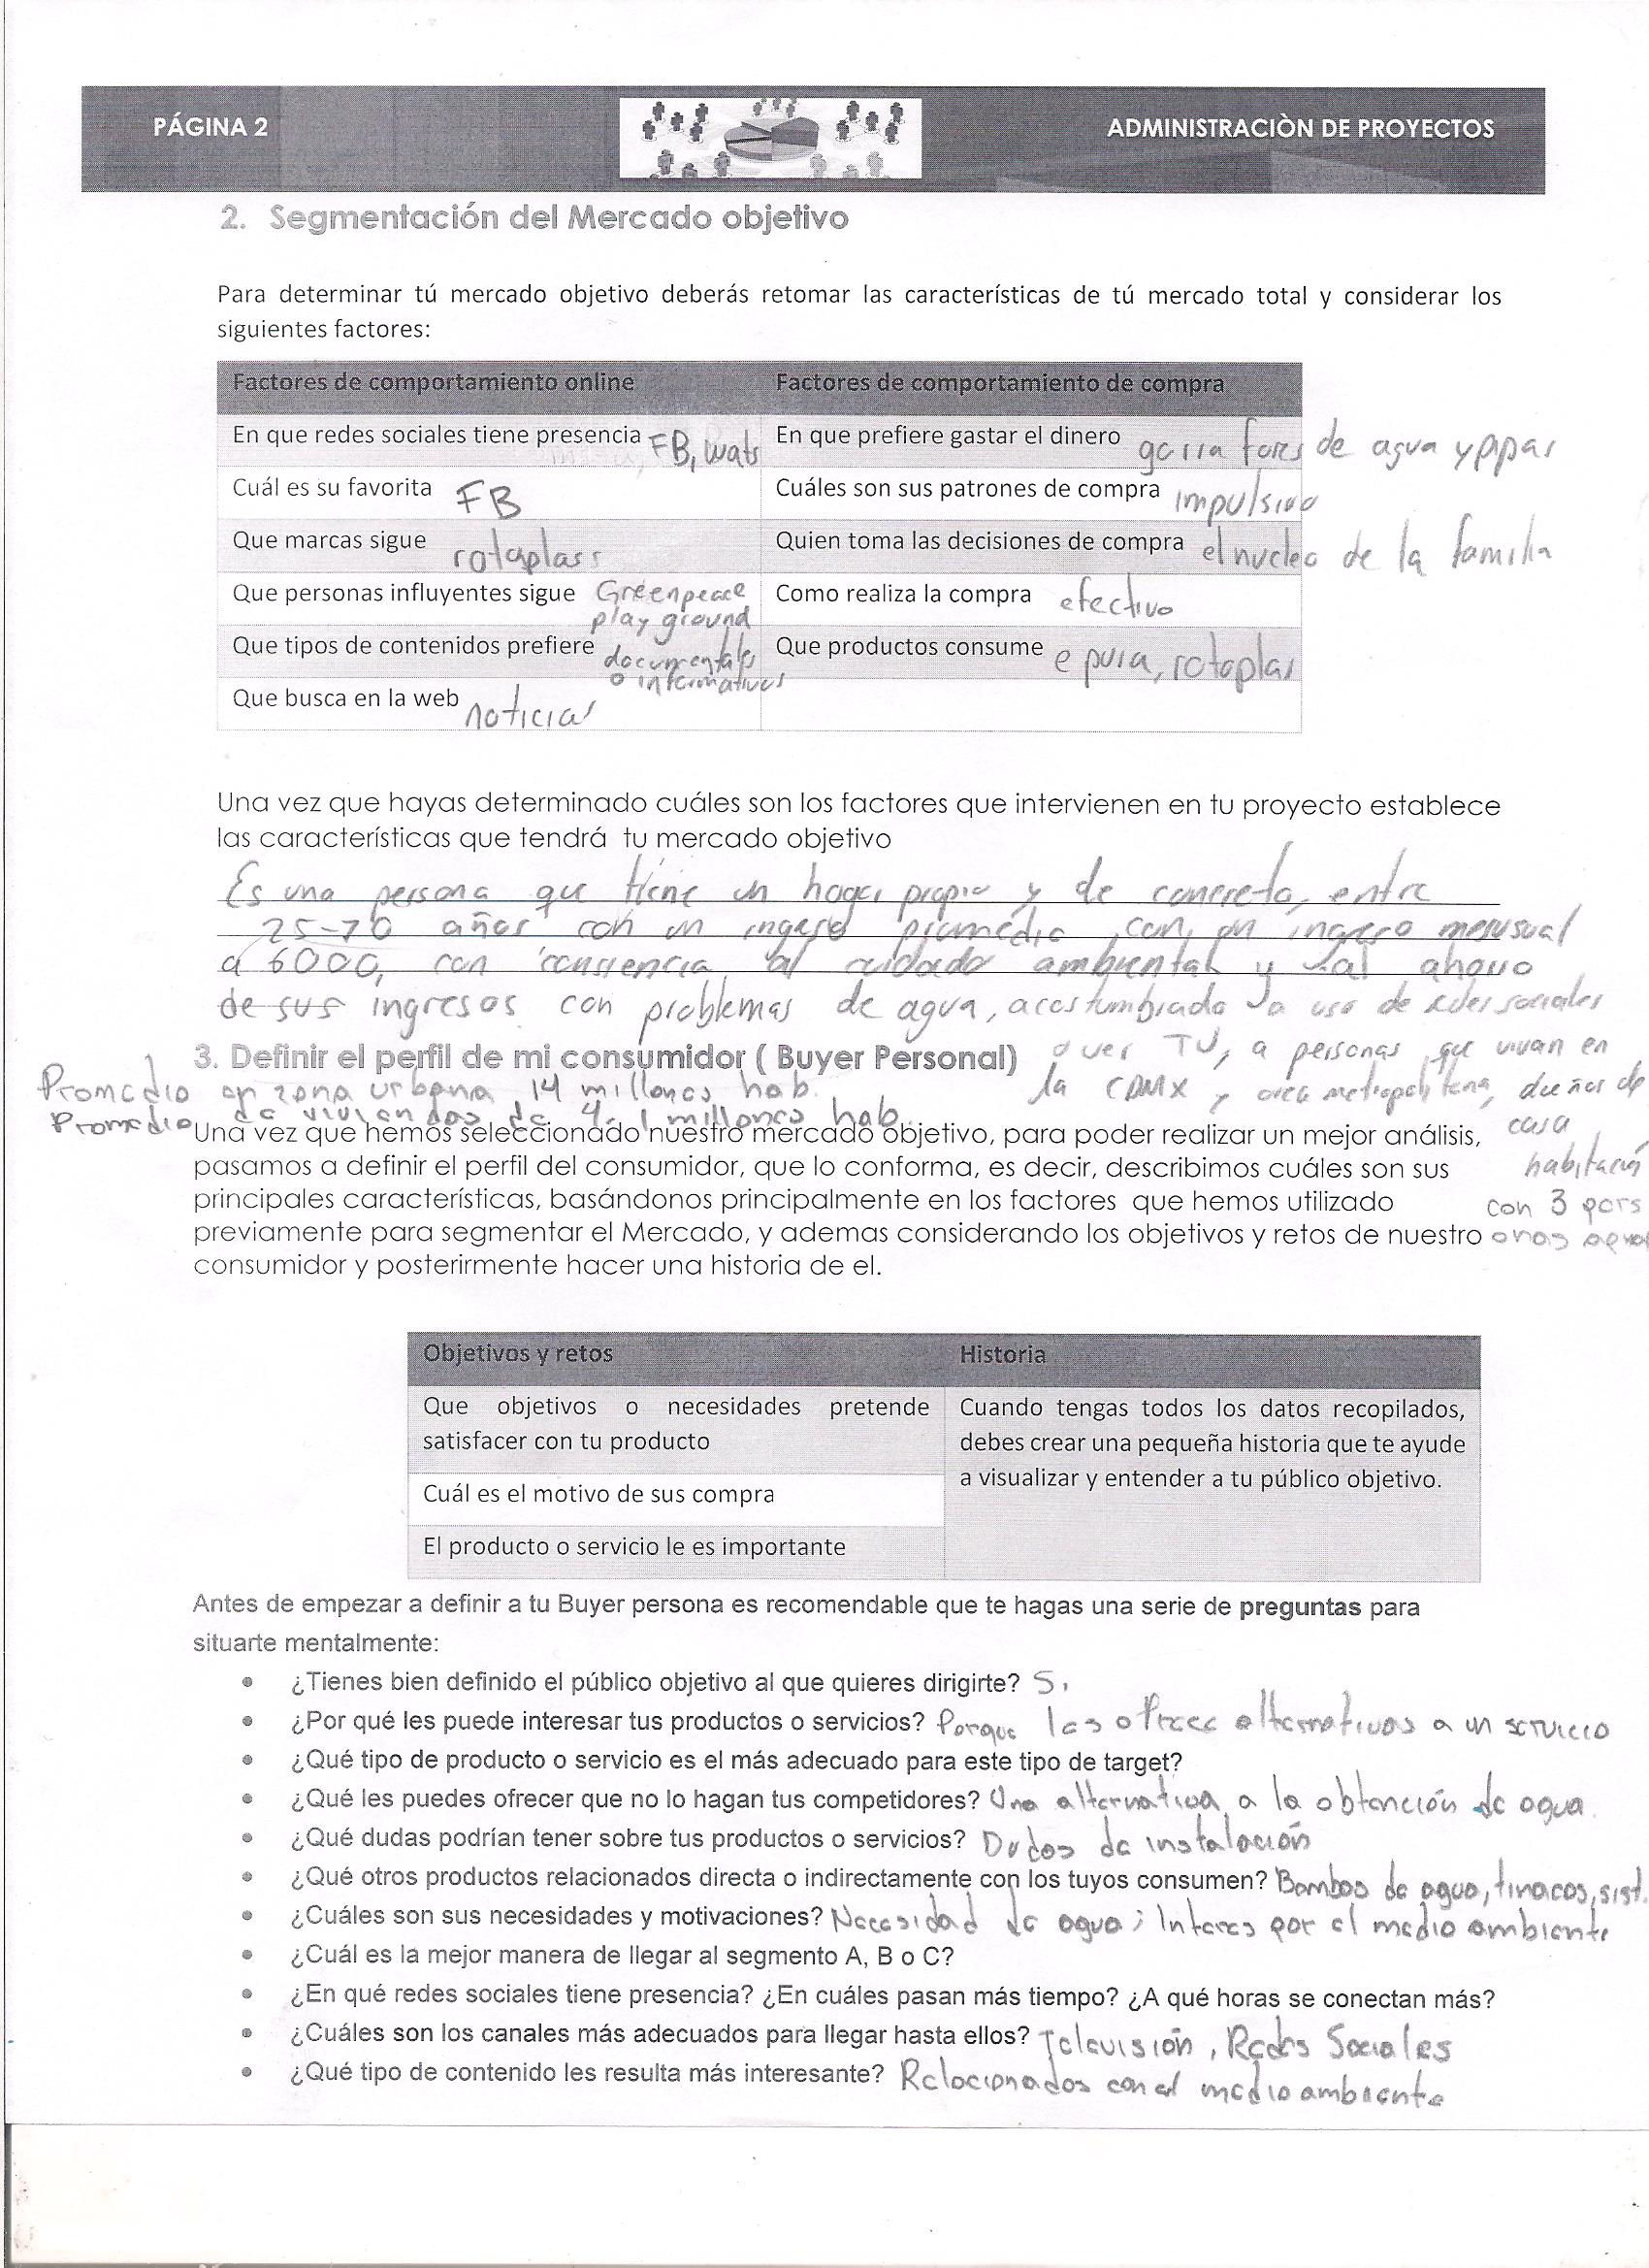 PÁGINA 2
ADMINISTRACIÒN DE PROYECTOS
2. Segmentación del Mercado objetivo
Para determinar tú mercado objetivo deberás retomar las características de tú mercado total y considerar los
siguientes factores:
Factores de comportamiento online Factores de comportamiento de compra
En que redes sociales tiene presencia FB, wats En que prefiere gastar el dinero garrafones de agua y pipas
Cuál es su favorita FB Cuáles son sus patrones de compra impulsivo
Que marcas sigue rotoplass Quien toma las decisiones de compra el nucleo de la familia
Que personas influyentes sigue Greenpeace Como realiza la compra efectivo
play ground
Que tipos de contenidos prefiere documentales Que productos consume e pura, rotoplas
o informativos
Que busca en la web noticias
Una vez que hayas determinado cuáles son los factores que intervienen en tu proyecto establece
las características que tendrá tu mercado objetivo
Es una persona que tiene un hogar propio y de concreto, entre
25-70 años con un ingreso promedio, con un ingreso mensual
a 6000, con consiencia al cuidado ambiental y al ahorro
de sus ingresos con problemas de agua, acostumbrado a uso de redes sociales
3. Definir el perfil de mi consumidor ( Buyer Personal)
o ver TV, a personas que vivan en
la CDMX y area metropolitana, dueños de
casa
habitación
con 3 pers
onas
Promedio en zona urbana 14 millones hab.
Promedio de viviendas de 4.1 millones hab.
Una vez que hemos seleccionado nuestro mercado objetivo, para poder realizar un mejor análisis,
pasamos a definir el perfil del consumidor, que lo conforma, es decir, describimos cuáles son sus
principales características, basándonos principalmente en los factores que hemos utilizado
previamente para segmentar el Mercado, y ademas considerando los objetivos y retos de nuestro
consumidor y posterirmente hacer una historia de el.
Objetivos y retos Historia
Que objetivos o necesidades pretende
satisfacer con tu producto
Cuál es el motivo de sus compra
El producto o servicio le es importante
Cuando tengas todos los datos recopilados,
debes crear una pequeña historia que te ayude
a visualizar y entender a tu público objetivo.
Antes de empezar a definir a tu Buyer persona es recomendable que te hagas una serie de preguntas para
situarte mentalmente:
• ¿Tienes bien definido el público objetivo al que quieres dirigirte? Si
• ¿Por qué les puede interesar tus productos o servicios? Porque les ofrece alternativas a un servicio
• ¿Qué tipo de producto o servicio es el más adecuado para este tipo de target?
• ¿Qué les puedes ofrecer que no lo hagan tus competidores? Una alternativa a la obtención de agua.
• ¿Qué dudas podrían tener sobre tus productos o servicios? Dudas de instalación
• ¿Qué otros productos relacionados directa o indirectamente con los tuyos consumen? Bombas de agua, tinacos, sist.
• ¿Cuáles son sus necesidades y motivaciones? Necesidad de agua; Interes por el medio ambiente
• ¿Cuál es la mejor manera de llegar al segmento A, B o C?
• ¿En qué redes sociales tiene presencia? ¿En cuáles pasan más tiempo? ¿A qué horas se conectan más?
• ¿Cuáles son los canales más adecuados para llegar hasta ellos? Television, Redes Sociales
• ¿Qué tipo de contenido les resulta más interesante? Relacionados con el medio ambiente